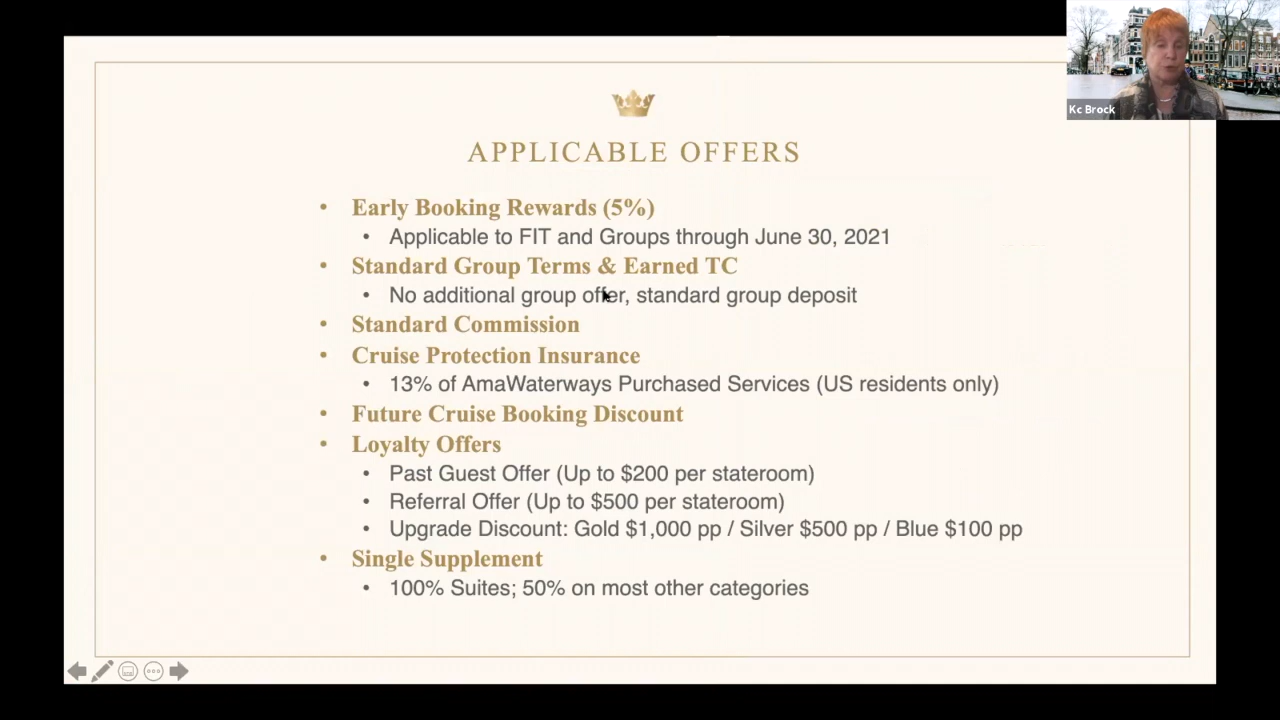 Kc Brock
APPLICABLE OFFERS
• Early Booking Rewards (5%)
• Applicable to FIT and Groups through June 30, 2021
• Standard Group Terms & Earned TC
• No additional group offer, standard group deposit
• Standard Commission
• Cruise Protection Insurance
• 13% of AmaWaterways Purchased Services (US residents only)
• Future Cruise Booking Discount
• Loyalty Offers
• Past Guest Offer (Up to $200 per stateroom)
• Referral Offer (Up to $500 per stateroom)
• Upgrade Discount: Gold $1,000 pp / Silver $500 pp / Blue $100 pp
• Single Supplement
• 100% Suites; 50% on most other categories